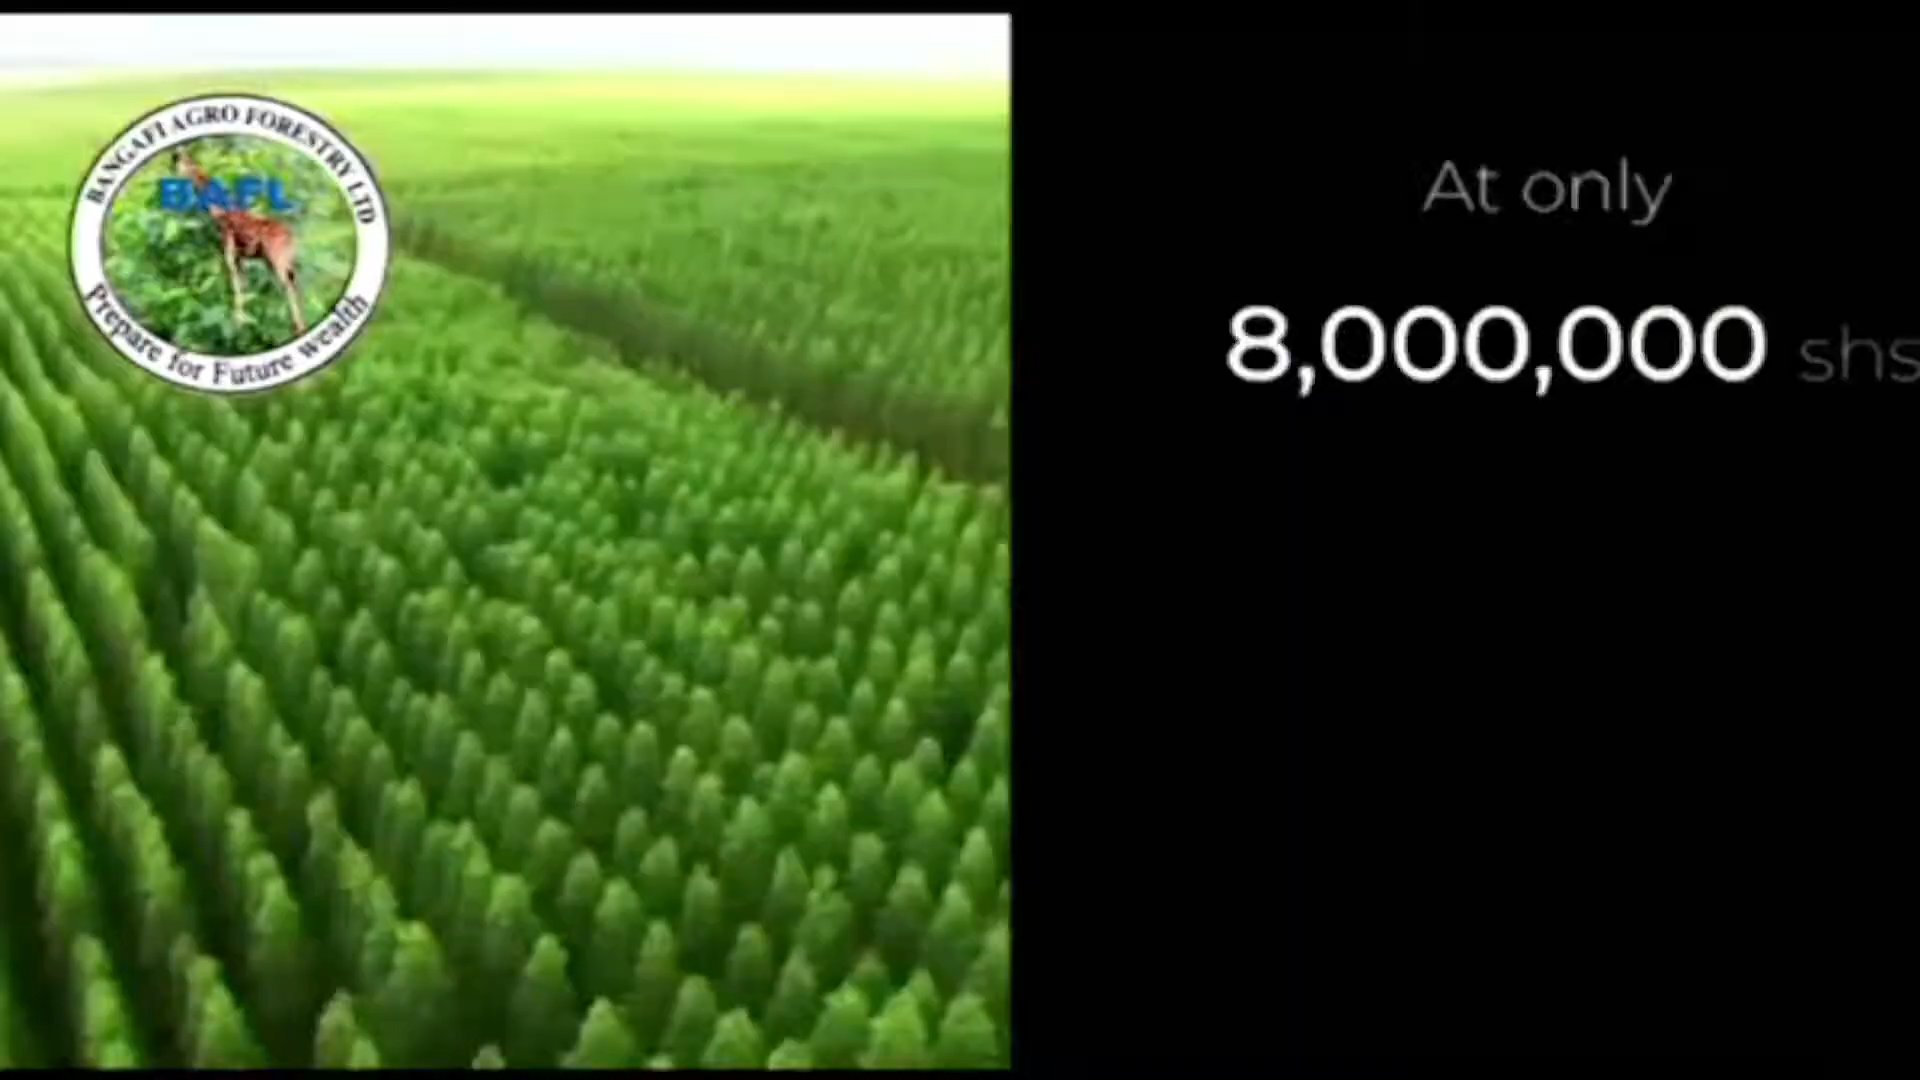 BANGAFI AGRO FORESTRY LTD
BAFL
Prepare for Future wealth
At only
8,000,000 shs